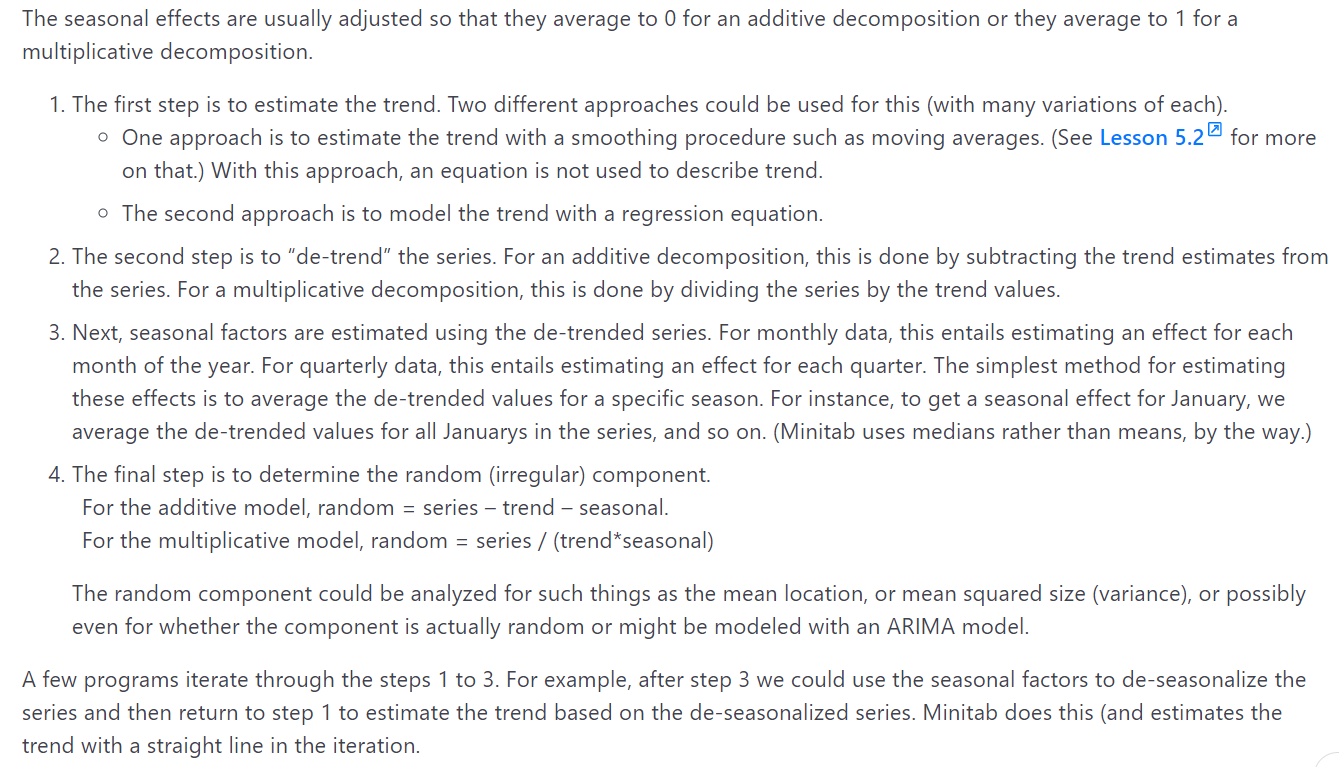 The seasonal effects are usually adjusted so that they average to 0 for an additive decomposition or they average to 1 for a
multiplicative decomposition.
1. The first step is to estimate the trend. Two different approaches could be used for this (with many variations of each).
○ One approach is to estimate the trend with a smoothing procedure such as moving averages. (See Lesson 5.2 for more
on that.) With this approach, an equation is not used to describe trend.
○ The second approach is to model the trend with a regression equation.
2. The second step is to “de-trend” the series. For an additive decomposition, this is done by subtracting the trend estimates from
the series. For a multiplicative decomposition, this is done by dividing the series by the trend values.
3. Next, seasonal factors are estimated using the de-trended series. For monthly data, this entails estimating an effect for each
month of the year. For quarterly data, this entails estimating an effect for each quarter. The simplest method for estimating
these effects is to average the de-trended values for a specific season. For instance, to get a seasonal effect for January, we
average the de-trended values for all Januarys in the series, and so on. (Minitab uses medians rather than means, by the way.)
4. The final step is to determine the random (irregular) component.
For the additive model, random = series – trend – seasonal.
For the multiplicative model, random = series / (trend*seasonal)
The random component could be analyzed for such things as the mean location, or mean squared size (variance), or possibly
even for whether the component is actually random or might be modeled with an ARIMA model.
A few programs iterate through the steps 1 to 3. For example, after step 3 we could use the seasonal factors to de-seasonalize the
series and then return to step 1 to estimate the trend based on the de-seasonalized series. Minitab does this (and estimates the
trend with a straight line in the iteration.